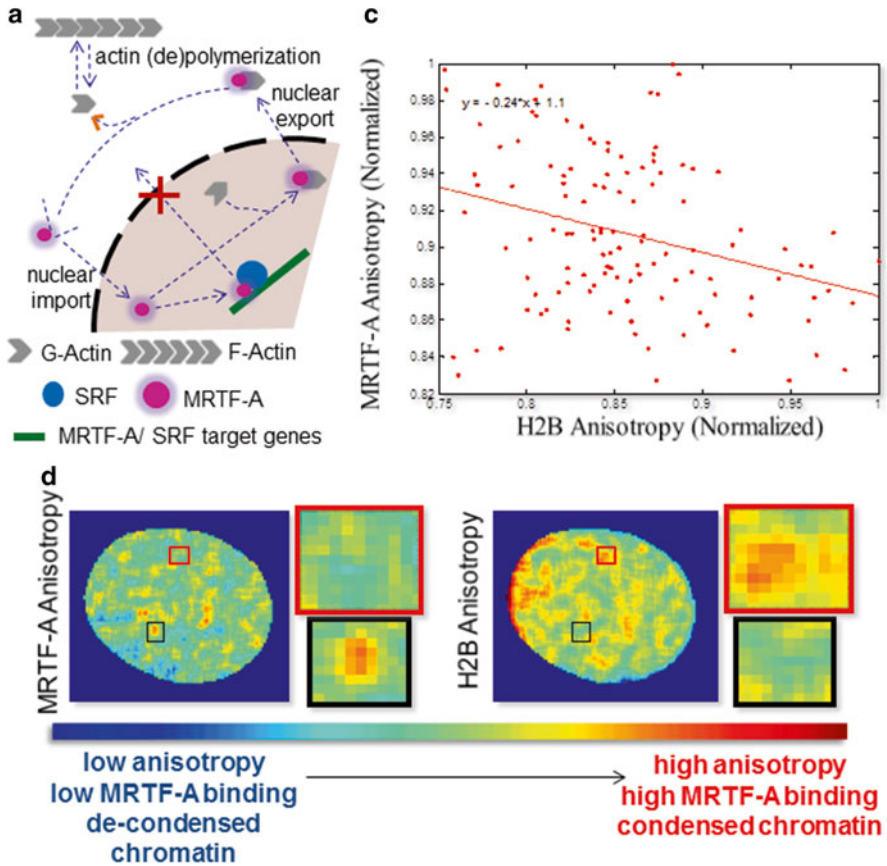 a
actin (de)polymerization
nuclear
export
nuclear
import
G-Actin
F-Actin
SRF
MRTF-A
MRTF-A/ SRF target genes
c
MRTF-A Anisotropy (Normalized)
1
0.98
0.96
0.94
0.92
0.9
0.88
0.86
0.84
0.82
y = - 0.24*x + 1.1
0.75
0.8
0.85
0.9
0.95
1
H2B Anisotropy (Normalized)
d
MRTF-A Anisotropy
H2B Anisotropy
low anisotropy
low MRTF-A binding
de-condensed
chromatin
high anisotropy
high MRTF-A binding
condensed chromatin